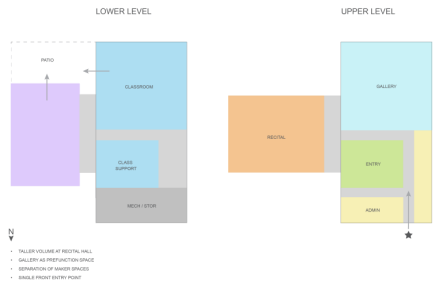 LOWER LEVEL
UPPER LEVEL
PATIO
CLASSROOM
GALLERY
RECITAL
CLASS
SUPPORT
ENTRY
MECH / STOR
ADMIN
N
• TALLER VOLUME AT RECITAL HALL
• GALLERY AS PREFUNCTION SPACE
• SEPARATION OF MAKER SPACES
• SINGLE FRONT ENTRY POINT